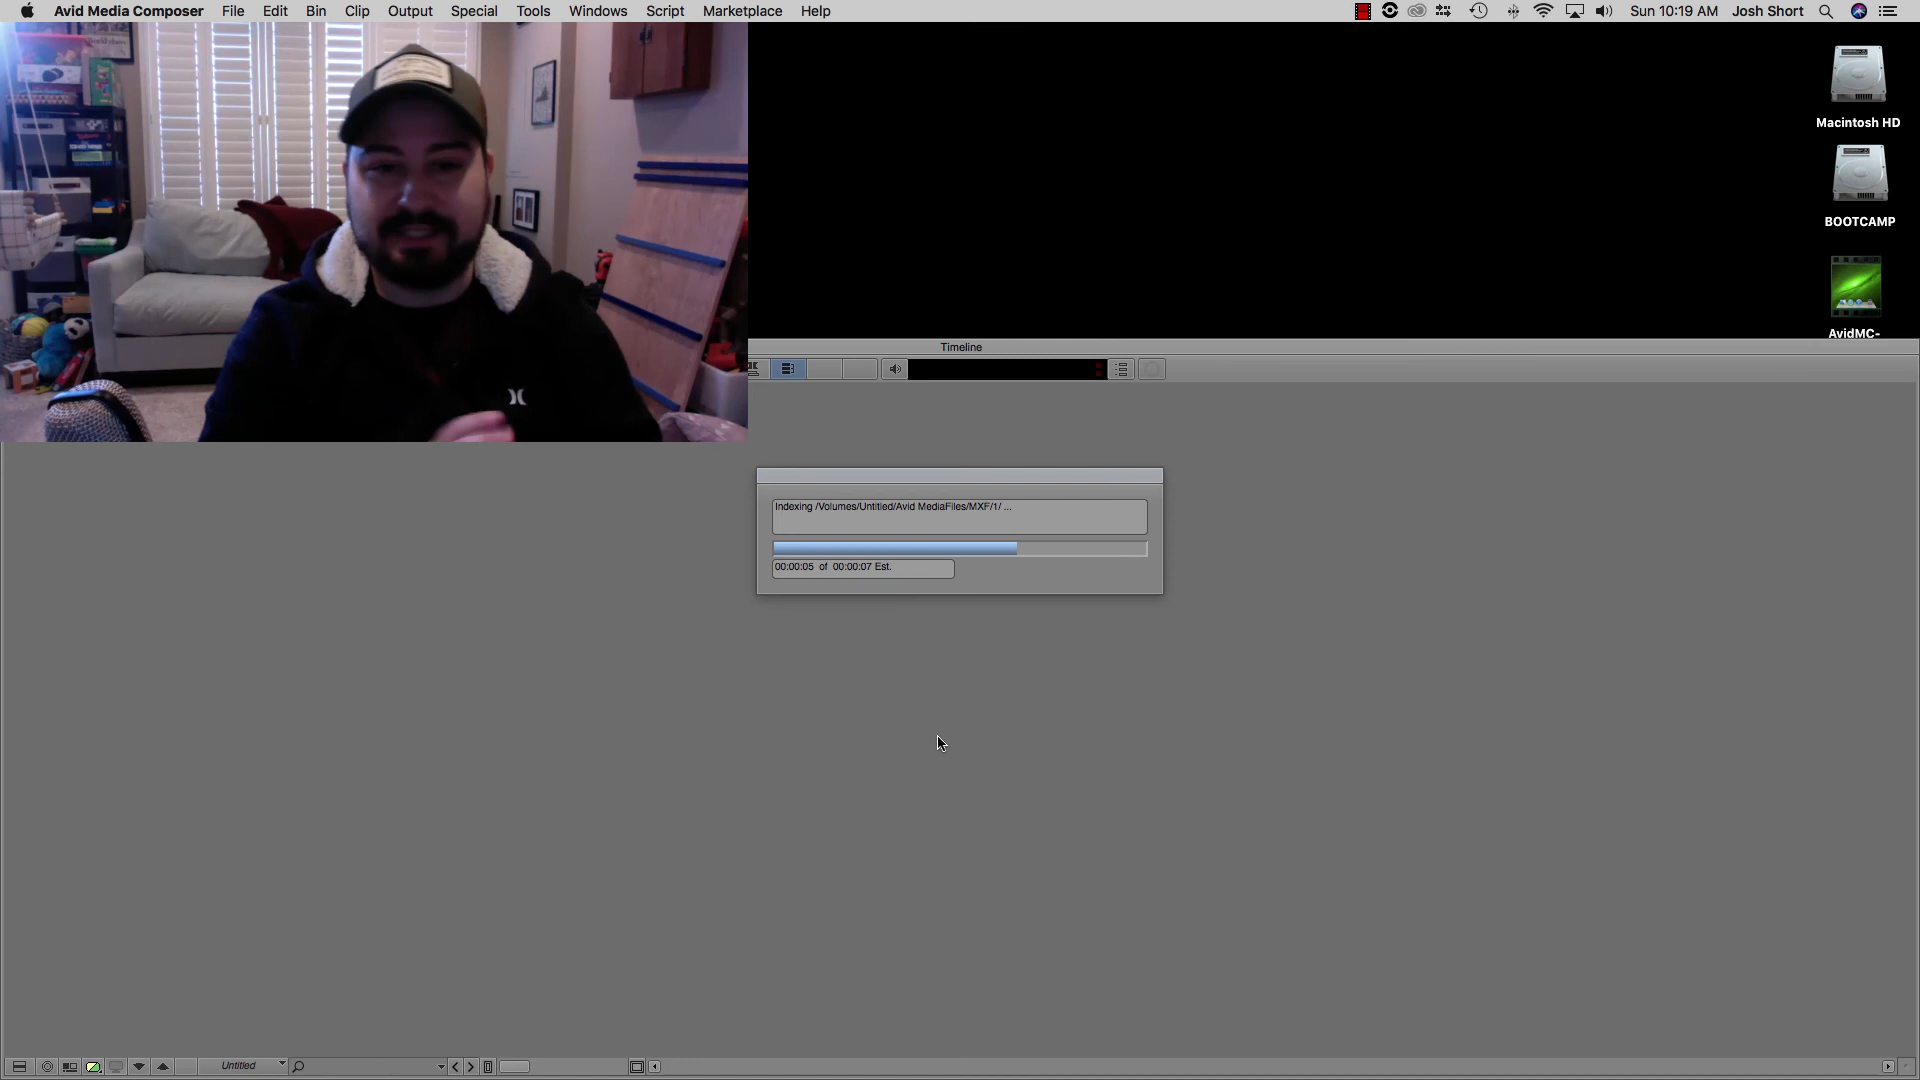 Avid Media Composer File Edit Bin Clip Output Special Tools Windows Script Marketplace Help Sun 10:19 AM Josh Short
Macintosh HD
BOOTCAMP
AvidMC-
Timeline
Indexing /Volumes/Untitled/Avid MediaFiles/MXF/1/ ...
00:00:05 of 00:00:07 Est.
Untitled